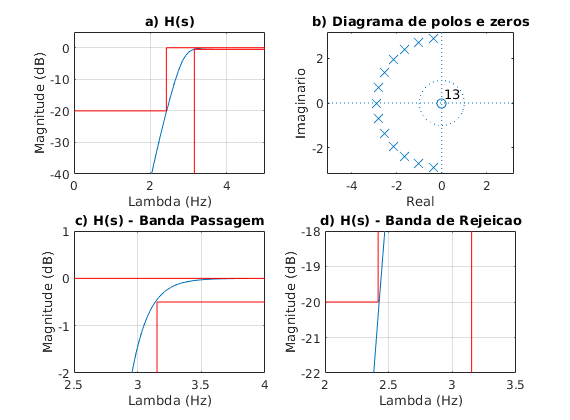 a) H(s)
Magnitude (dB)
0
-10
-20
-30
-40
0 2 4
Lambda (Hz)
b) Diagrama de polos e zeros
Imaginario
2
0
-2
13
-4 -2 0 2
Real
c) H(s) - Banda Passagem
Magnitude (dB)
1
0
-1
-2
2.5 3 3.5 4
Lambda (Hz)
d) H(s) - Banda de Rejeicao
Magnitude (dB)
-18
-19
-20
-21
-22
2 2.5 3 3.5
Lambda (Hz)